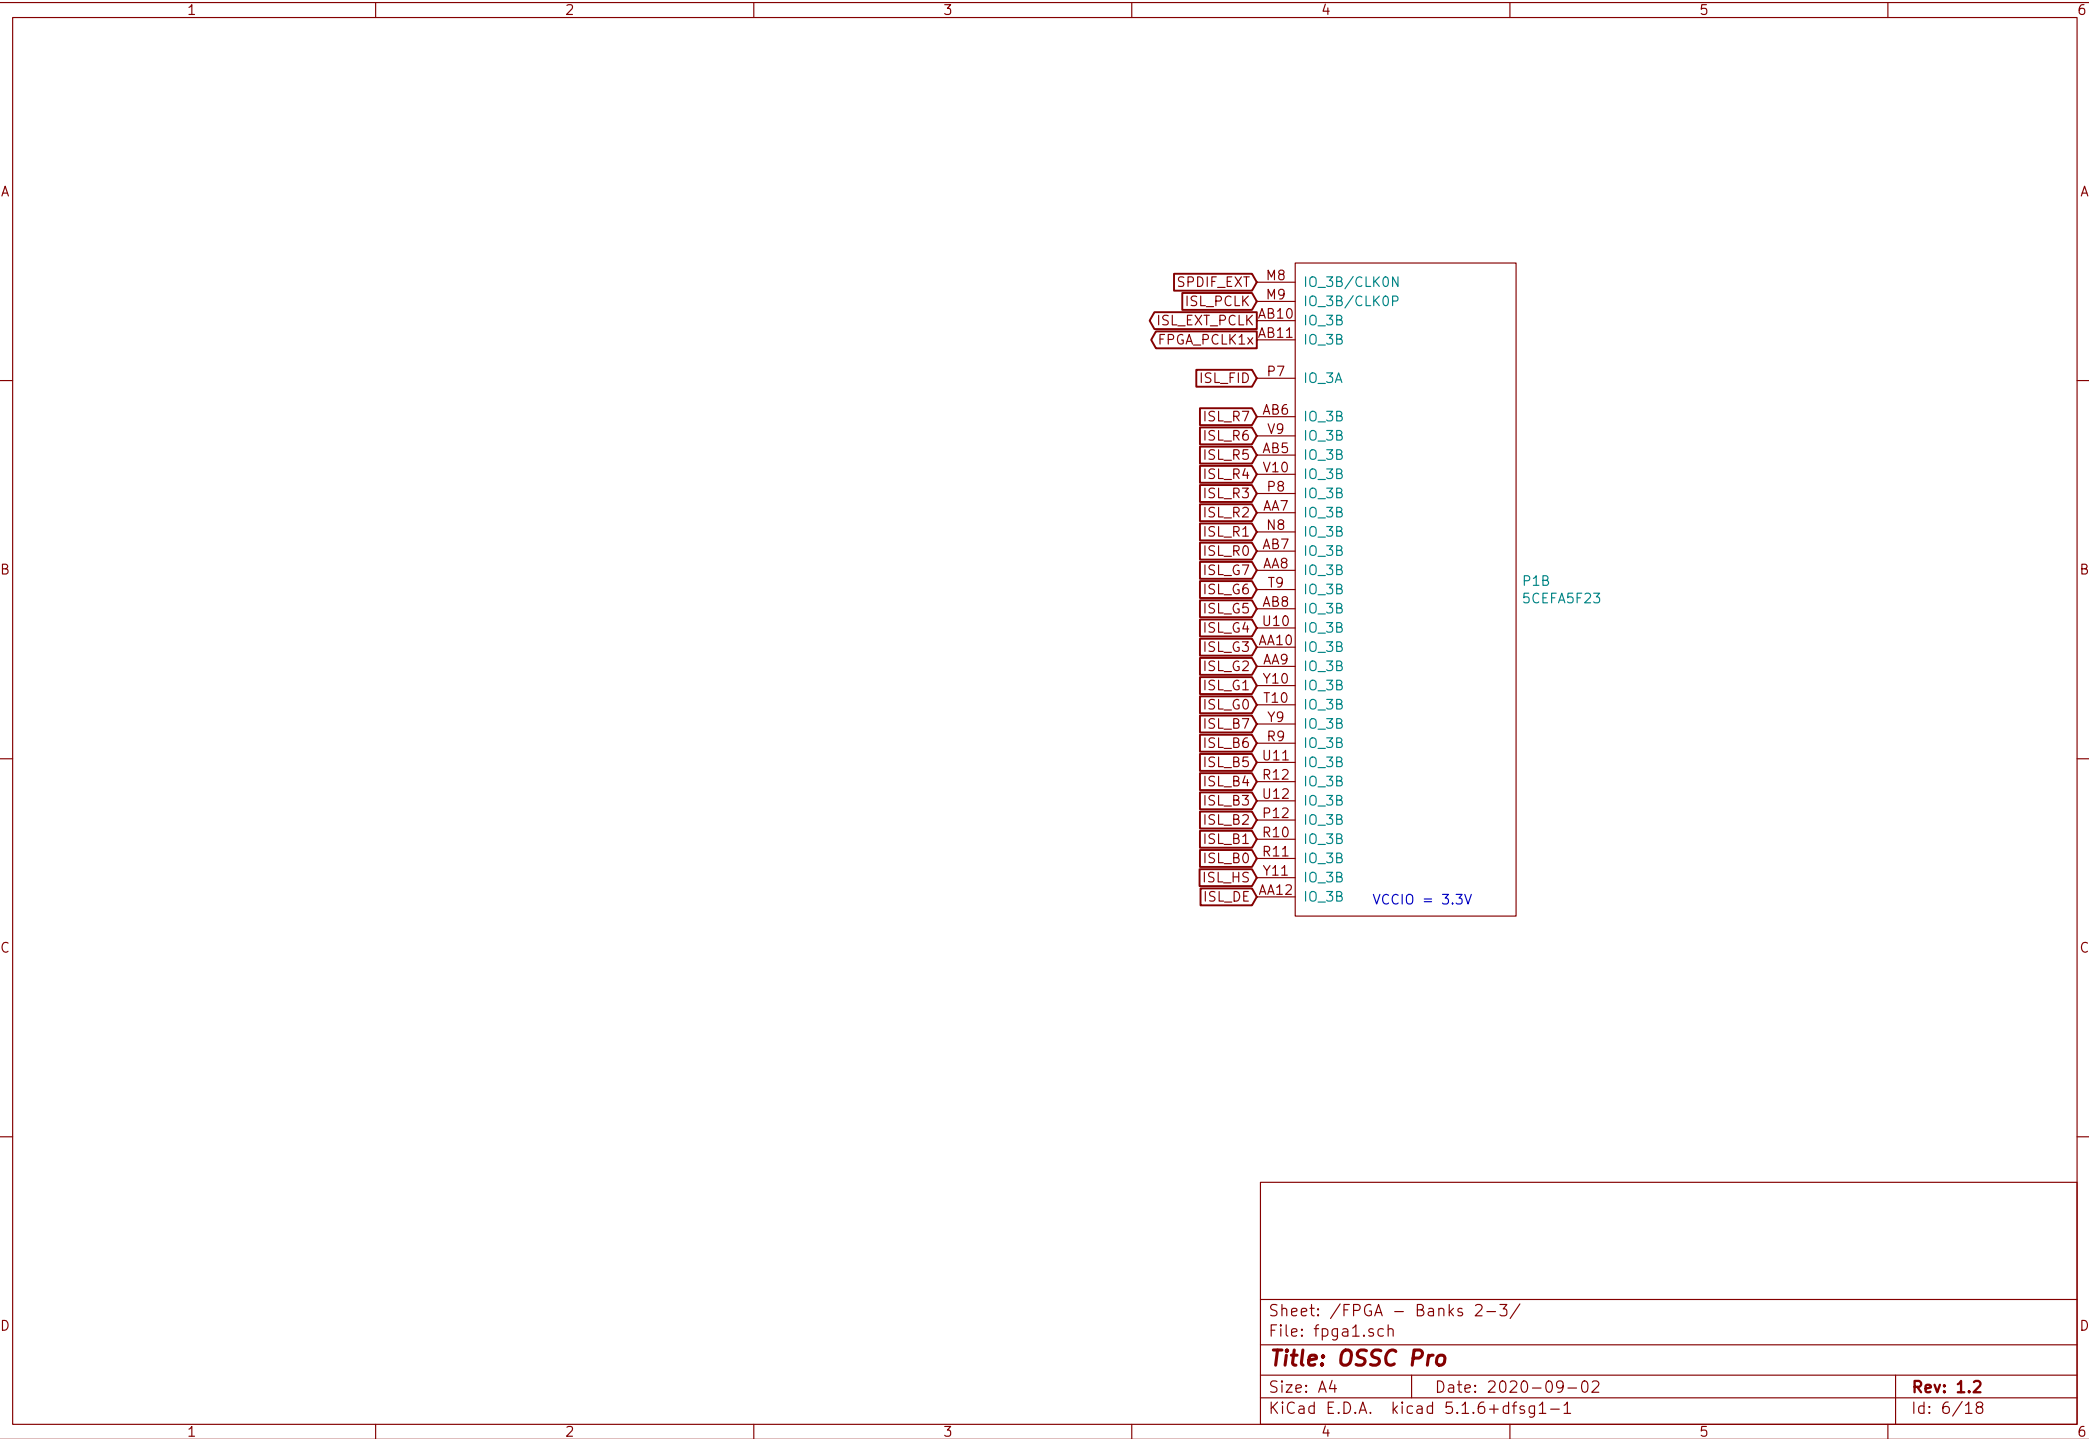 1 2 3 4 5 6
A A
SPDIF_EXT M8 IO_3B/CLK0N
ISL_PCLK M9 IO_3B/CLK0P
ISL_EXT_PCLK AB10 IO_3B
FPGA_PCLK1x AB11 IO_3B
ISL_FID P7 IO_3A
ISL_R7 AB6 IO_3B
ISL_R6 V9 IO_3B
ISL_R5 AB5 IO_3B
ISL_R4 V10 IO_3B
ISL_R3 P8 IO_3B
ISL_R2 AA7 IO_3B
ISL_R1 N8 IO_3B
ISL_R0 AB7 IO_3B
B ISL_G7 AA8 IO_3B B
P1B
ISL_G6 T9 IO_3B
5CEFA5F23
ISL_G5 AB8 IO_3B
ISL_G4 U10 IO_3B
ISL_G3 AA10 IO_3B
ISL_G2 AA9 IO_3B
ISL_G1 Y10 IO_3B
ISL_G0 T10 IO_3B
ISL_B7 Y9 IO_3B
ISL_B6 R9 IO_3B
ISL_B5 U11 IO_3B
ISL_B4 R12 IO_3B
ISL_B3 U12 IO_3B
ISL_B2 P12 IO_3B
ISL_B1 R10 IO_3B
ISL_B0 R11 IO_3B
ISL_HS Y11 IO_3B
ISL_DE AA12 IO_3B VCCIO = 3.3V
C C
Sheet: /FPGA - Banks 2-3/
D File: fpga1.sch D
Title: OSSC Pro
Size: A4 Date: 2020-09-02 Rev: 1.2
KiCad E.D.A. kicad 5.1.6+dfsg1-1 Id: 6/18
1 2 3 4 5 6